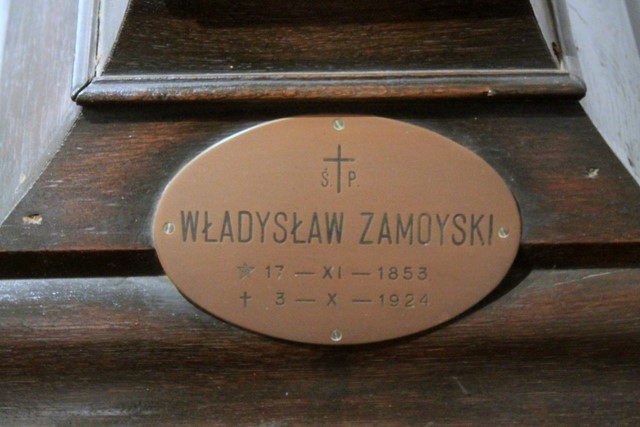 Ś. P.
WŁADYSŁAW ZAMOYSKI
17 — XI — 1853
3 — X — 1924